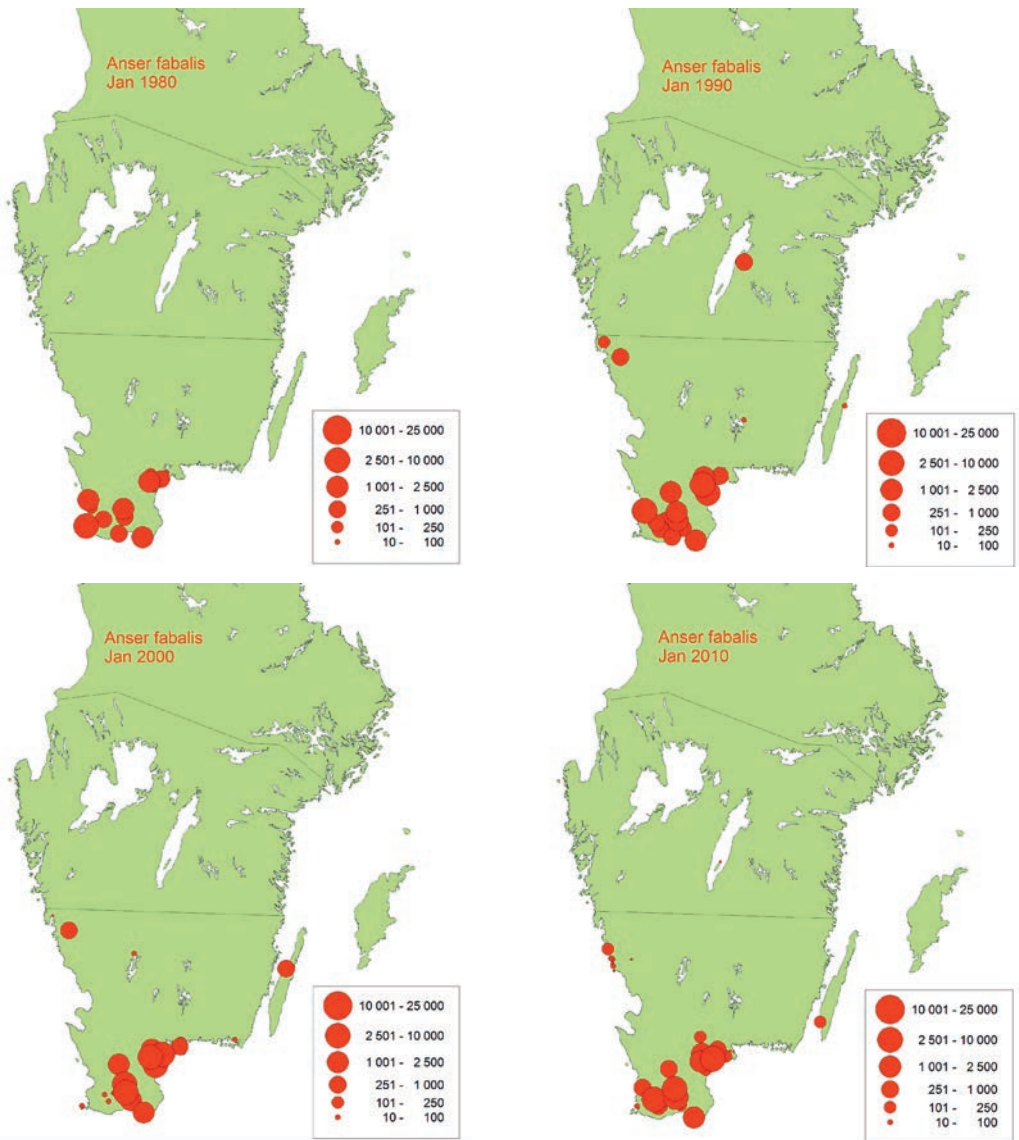 Anser fabalis
Jan 1980
10 001 - 25 000
2 501 - 10 000
1 001 - 2 500
251 - 1 000
101 - 250
10 - 100
Anser fabalis
Jan 1990
10 001 - 25 000
2 501 - 10 000
1 001 - 2 500
251 - 1 000
101 - 250
10 - 100
Anser fabalis
Jan 2000
10 001 - 25 000
2 501 - 10 000
1 001 - 2 500
251 - 1 000
101 - 250
10 - 100
Anser fabalis
Jan 2010
10 001 - 25 000
2 501 - 10 000
1 001 - 2 500
251 - 1 000
101 - 250
10 - 100